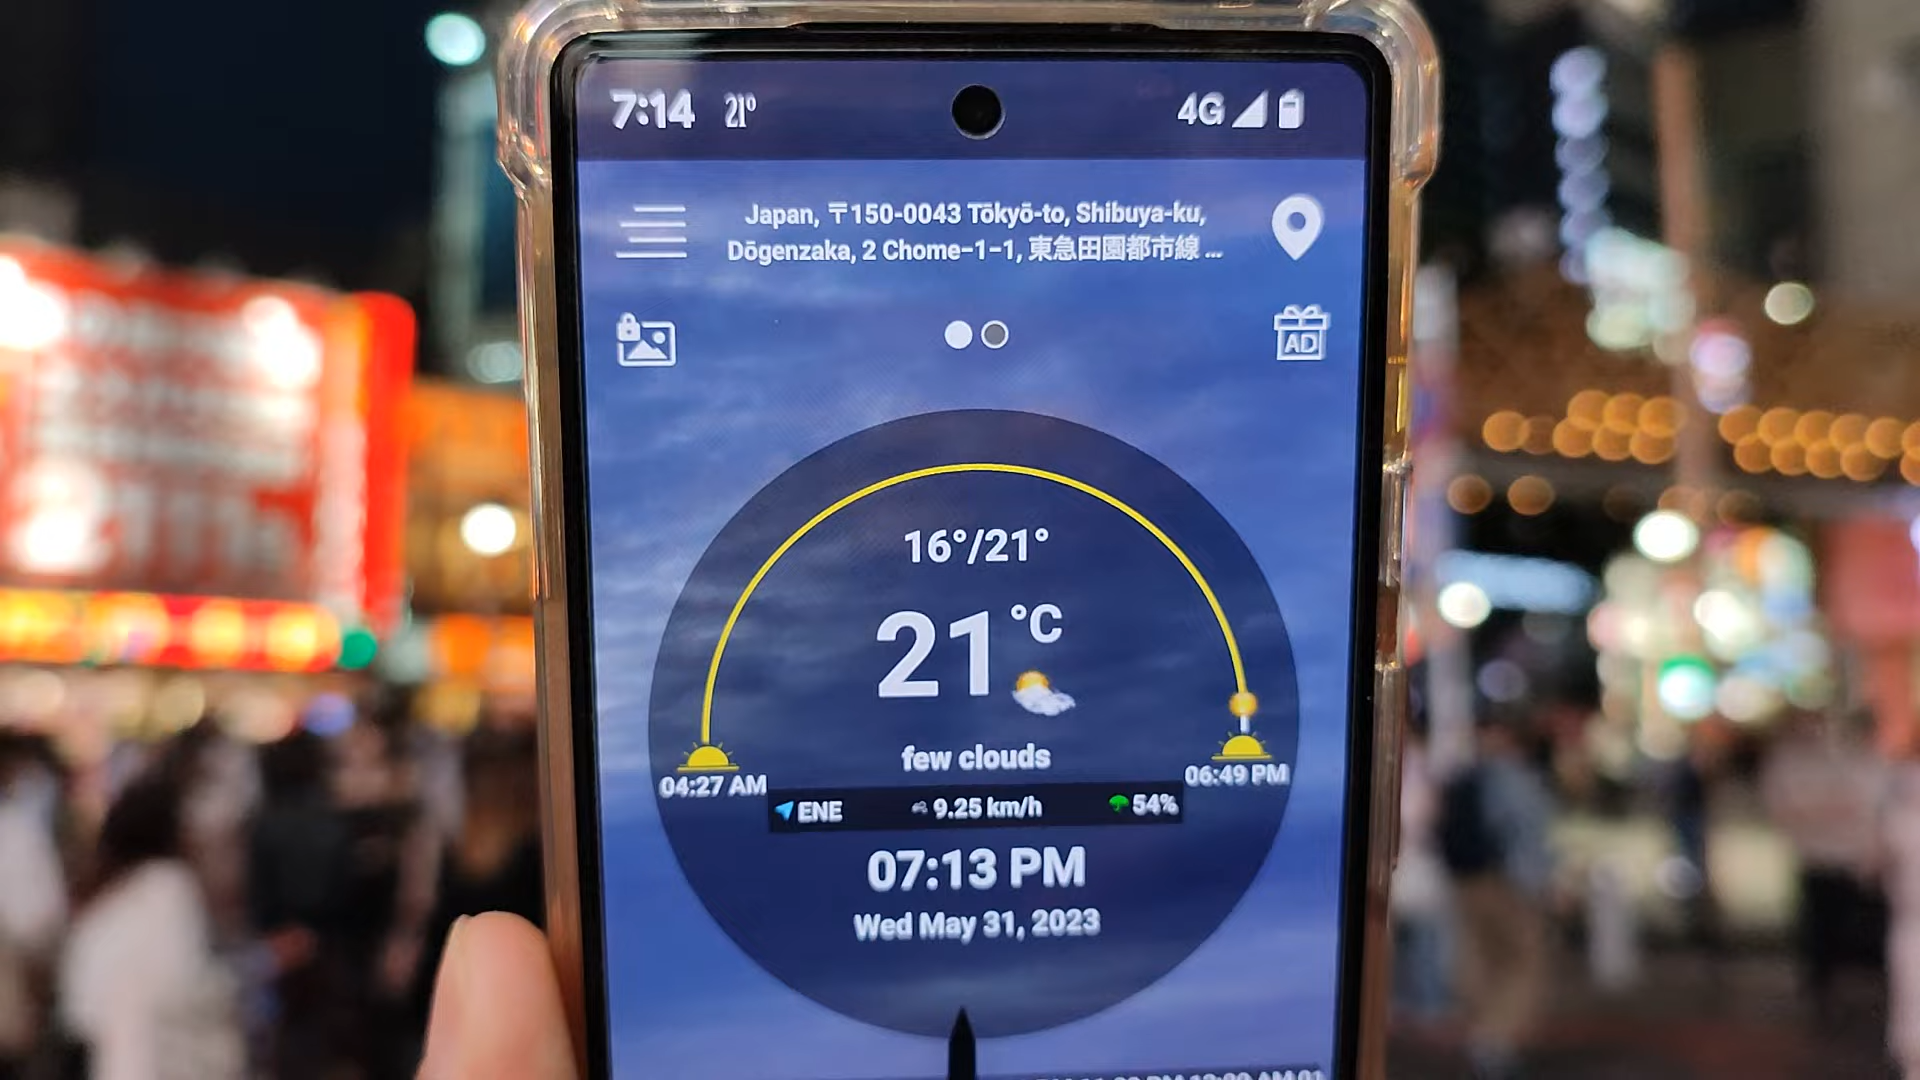 7:14 21° 4G
Japan, 〒150-0043 Tōkyō-to, Shibuya-ku,
Dōgenzaka, 2 Chome−1−1, 東急田園都市線 ...
AD
16°/21°
21 °C
few clouds
04:27 AM 06:49 PM
ENE 9.25 km/h 54%
07:13 PM
Wed May 31, 2023